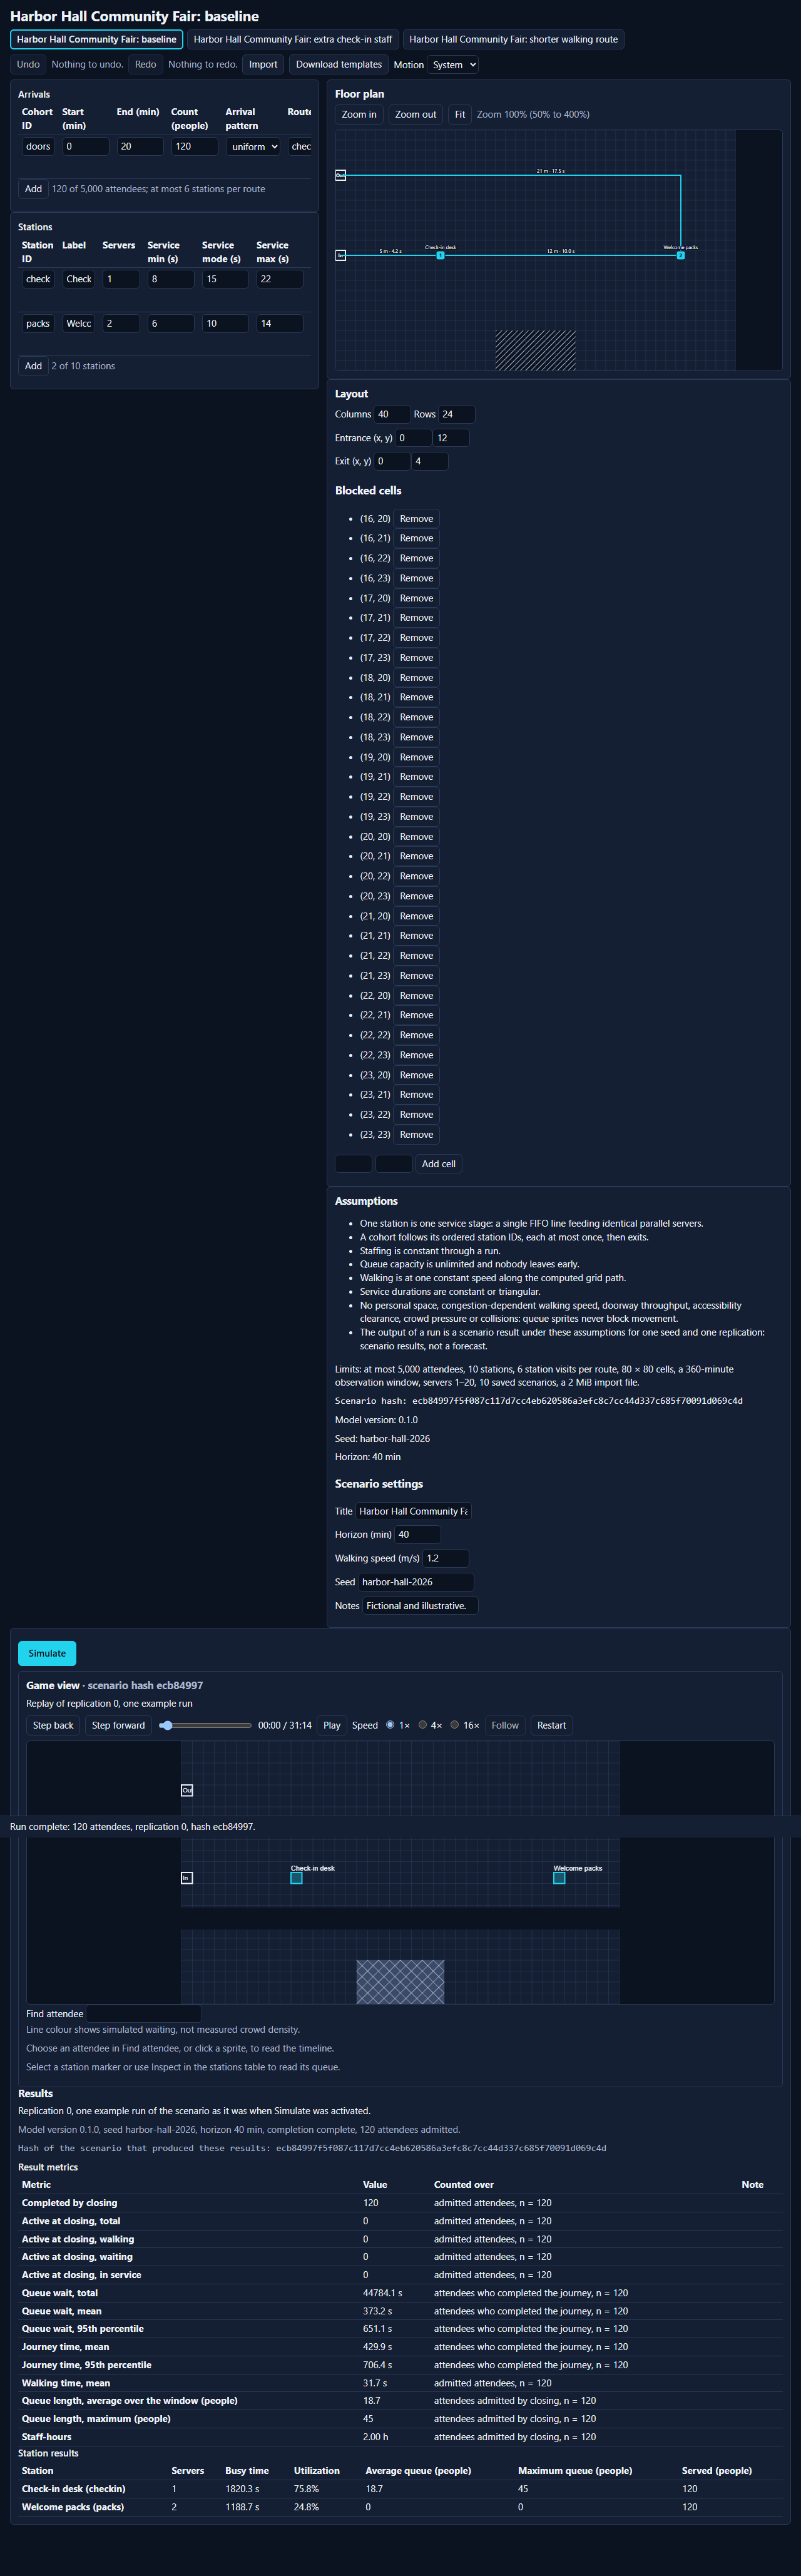 Harbor Hall Community Fair: baseline
Harbor Hall Community Fair: baseline Harbor Hall Community Fair: extra check-in staff Harbor Hall Community Fair: shorter walking route
Undo Nothing to undo. Redo Nothing to redo. Import Download templates Motion System
Arrivals
Cohort ID Start (min) End (min) Count (people) Arrival pattern Route
doors 0 20 120 uniform chec
Add 120 of 5,000 attendees; at most 6 stations per route
Stations
Station ID Label Servers Service min (s) Service mode (s) Service max (s)
check Check 1 8 15 22
packs Welcc 2 6 10 14
Add 2 of 10 stations
Floor plan
Zoom in Zoom out Fit Zoom 100% (50% to 400%)
Out
21 m · 17.5 s
In
5 m · 4.2 s
Check-in desk
1
12 m · 10.0 s
Welcome packs
2
Layout
Columns 40 Rows 24
Entrance (x, y) 0 12
Exit (x, y) 0 4
Blocked cells
(16, 20) Remove
(16, 21) Remove
(16, 22) Remove
(16, 23) Remove
(17, 20) Remove
(17, 21) Remove
(17, 22) Remove
(17, 23) Remove
(18, 20) Remove
(18, 21) Remove
(18, 22) Remove
(18, 23) Remove
(19, 20) Remove
(19, 21) Remove
(19, 22) Remove
(19, 23) Remove
(20, 20) Remove
(20, 21) Remove
(20, 22) Remove
(20, 23) Remove
(21, 20) Remove
(21, 21) Remove
(21, 22) Remove
(21, 23) Remove
(22, 20) Remove
(22, 21) Remove
(22, 22) Remove
(22, 23) Remove
(23, 20) Remove
(23, 21) Remove
(23, 22) Remove
(23, 23) Remove
Add cell
Assumptions
One station is one service stage: a single FIFO line feeding identical parallel servers.
A cohort follows its ordered station IDs, each at most once, then exits.
Staffing is constant through a run.
Queue capacity is unlimited and nobody leaves early.
Walking is at one constant speed along the computed grid path.
Service durations are constant or triangular.
No personal space, congestion-dependent walking speed, doorway throughput, accessibility
clearance, crowd pressure or collisions: queue sprites never block movement.
The output of a run is a scenario result under these assumptions for one seed and one replication:
scenario results, not a forecast.
Limits: at most 5,000 attendees, 10 stations, 6 station visits per route, 80 × 80 cells, a 360-minute
observation window, servers 1–20, 10 saved scenarios, a 2 MiB import file.
Scenario hash: ecb84997f5f087c117d7cc4eb620586a3efc8c7cc44d337c685f70091d069c4d
Model version: 0.1.0
Seed: harbor-hall-2026
Horizon: 40 min
Scenario settings
Title Harbor Hall Community Fa
Horizon (min) 40
Walking speed (m/s) 1.2
Seed harbor-hall-2026
Notes Fictional and illustrative.
Simulate
Game view · scenario hash ecb84997
Replay of replication 0, one example run
Step back Step forward 00:00 / 31:14 Play Speed 1× 4× 16× Follow Restart
Out
Run complete: 120 attendees, replication 0, hash ecb84997.
In
Check-in desk
Welcome packs
Find attendee
Line colour shows simulated waiting, not measured crowd density.
Choose an attendee in Find attendee, or click a sprite, to read the timeline.
Select a station marker or use Inspect in the stations table to read its queue.
Results
Replication 0, one example run of the scenario as it was when Simulate was activated.
Model version 0.1.0, seed harbor-hall-2026, horizon 40 min, completion complete, 120 attendees admitted.
Hash of the scenario that produced these results: ecb84997f5f087c117d7cc4eb620586a3efc8c7cc44d337c685f70091d069c4d
Result metrics
Metric Value Counted over Note
Completed by closing 120 admitted attendees, n = 120
Active at closing, total 0 admitted attendees, n = 120
Active at closing, walking 0 admitted attendees, n = 120
Active at closing, waiting 0 admitted attendees, n = 120
Active at closing, in service 0 admitted attendees, n = 120
Queue wait, total 44784.1 s attendees who completed the journey, n = 120
Queue wait, mean 373.2 s attendees who completed the journey, n = 120
Queue wait, 95th percentile 651.1 s attendees who completed the journey, n = 120
Journey time, mean 429.9 s attendees who completed the journey, n = 120
Journey time, 95th percentile 706.4 s attendees who completed the journey, n = 120
Walking time, mean 31.7 s admitted attendees, n = 120
Queue length, average over the window (people) 18.7 attendees admitted by closing, n = 120
Queue length, maximum (people) 45 attendees admitted by closing, n = 120
Staff-hours 2.00 h attendees admitted by closing, n = 120
Station results
Station Servers Busy time Utilization Average queue (people) Maximum queue (people) Served (people)
Check-in desk (checkin) 1 1820.3 s 75.8% 18.7 45 120
Welcome packs (packs) 2 1188.7 s 24.8% 0 0 120